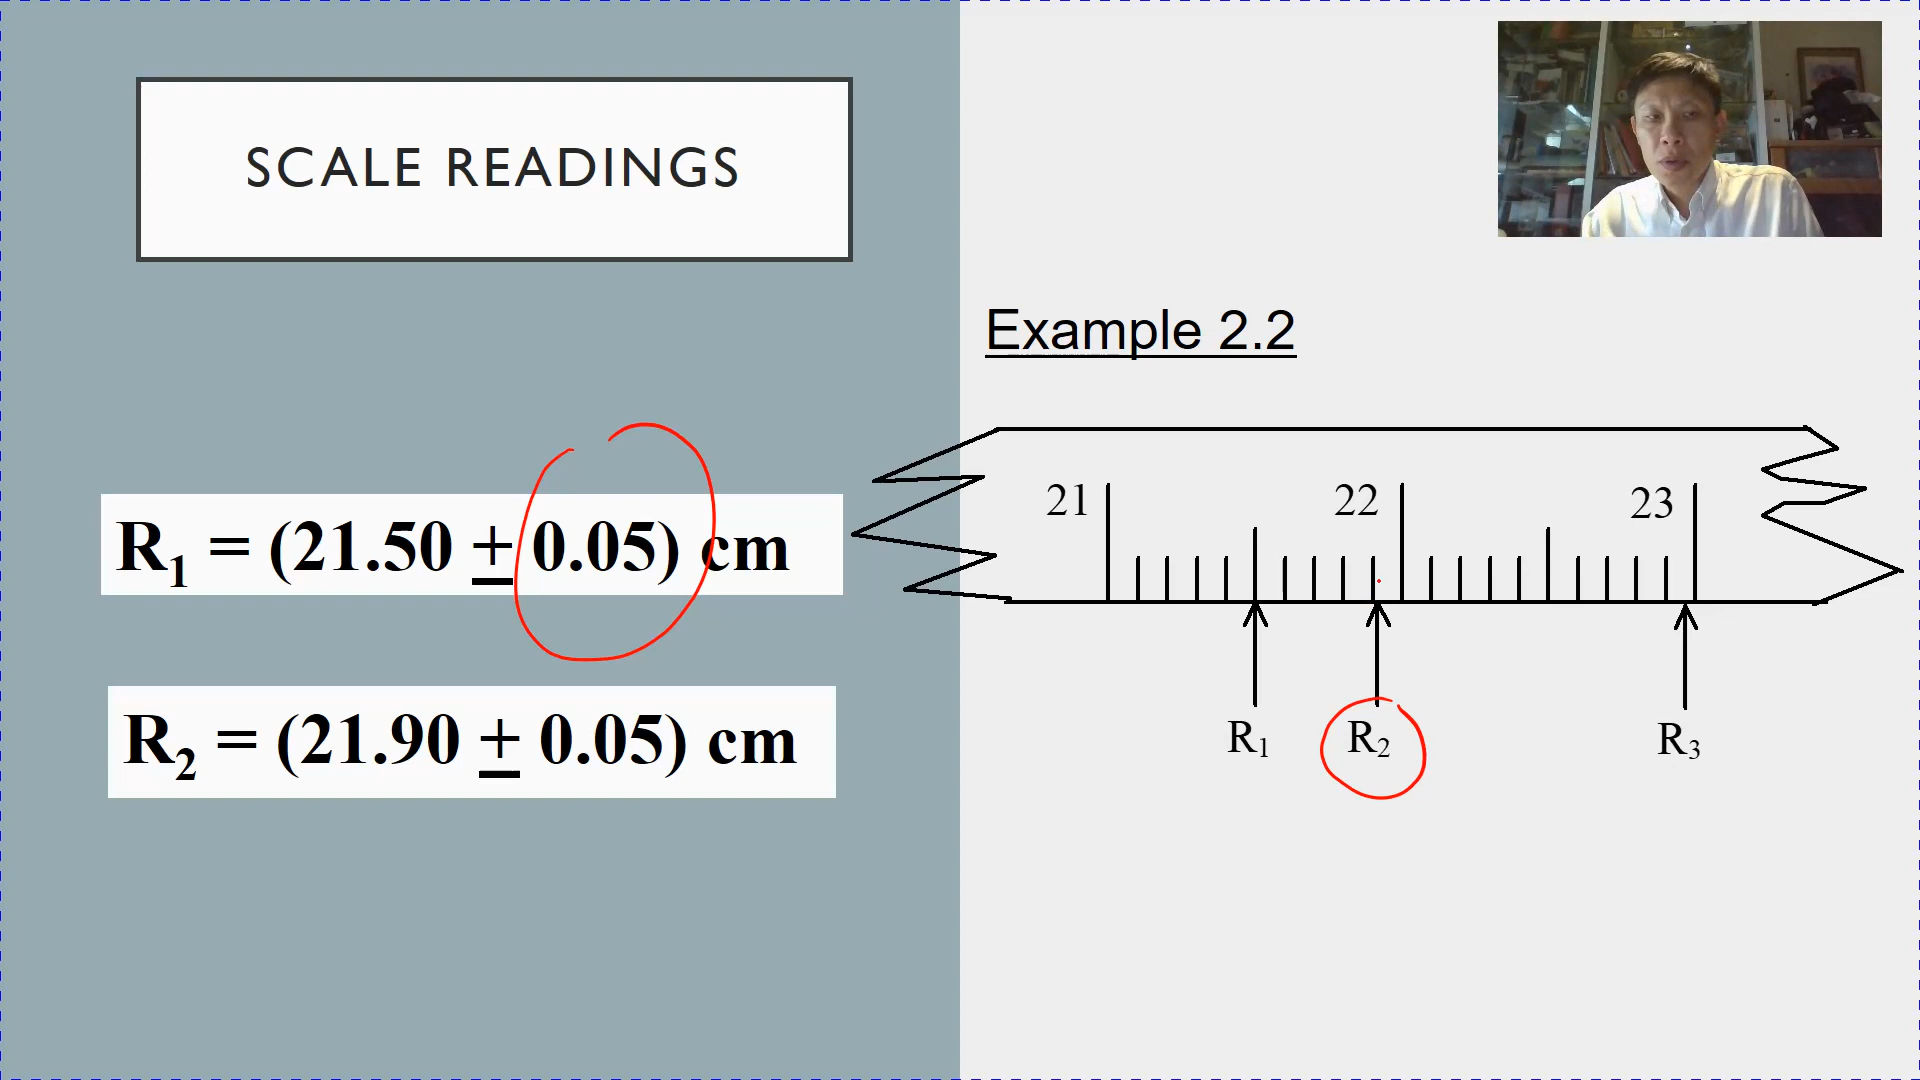 SCALE READINGS
Example 2.2
21 22 23
R₁ = (21.50 ± 0.05) cm
R₂ = (21.90 ± 0.05) cm
R₁ R₂ R₃